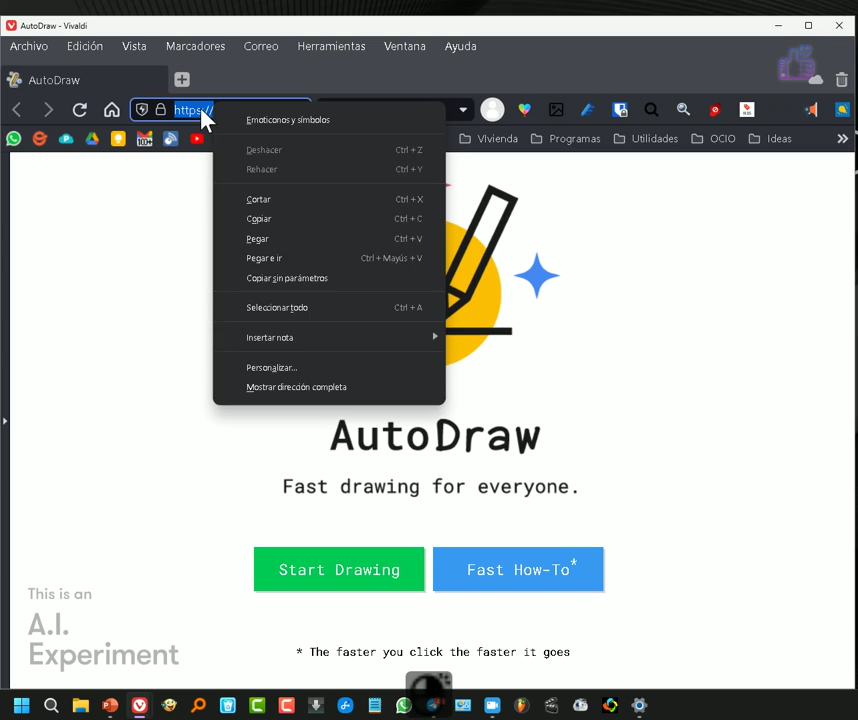 AutoDraw - Vivaldi
Archivo Edición Vista Marcadores Correo Herramientas Ventana Ayuda
AutoDraw
https://
VIvienda Programas Utilidades OCIO Ideas
Emoticonos y símbolos
Deshacer Ctrl + Z
Rehacer Ctrl + Y
Cortar Ctrl + X
Copiar Ctrl + C
Pegar Ctrl + V
Pegar e ir Ctrl + Mayús + V
Copiar sin parámetros
Seleccionar todo Ctrl + A
Insertar nota
Personalizar...
Mostrar dirección completa
AutoDraw
Fast drawing for everyone.
Start Drawing Fast How-To*
This is an
A.I.
Experiment
* The faster you click the faster it goes